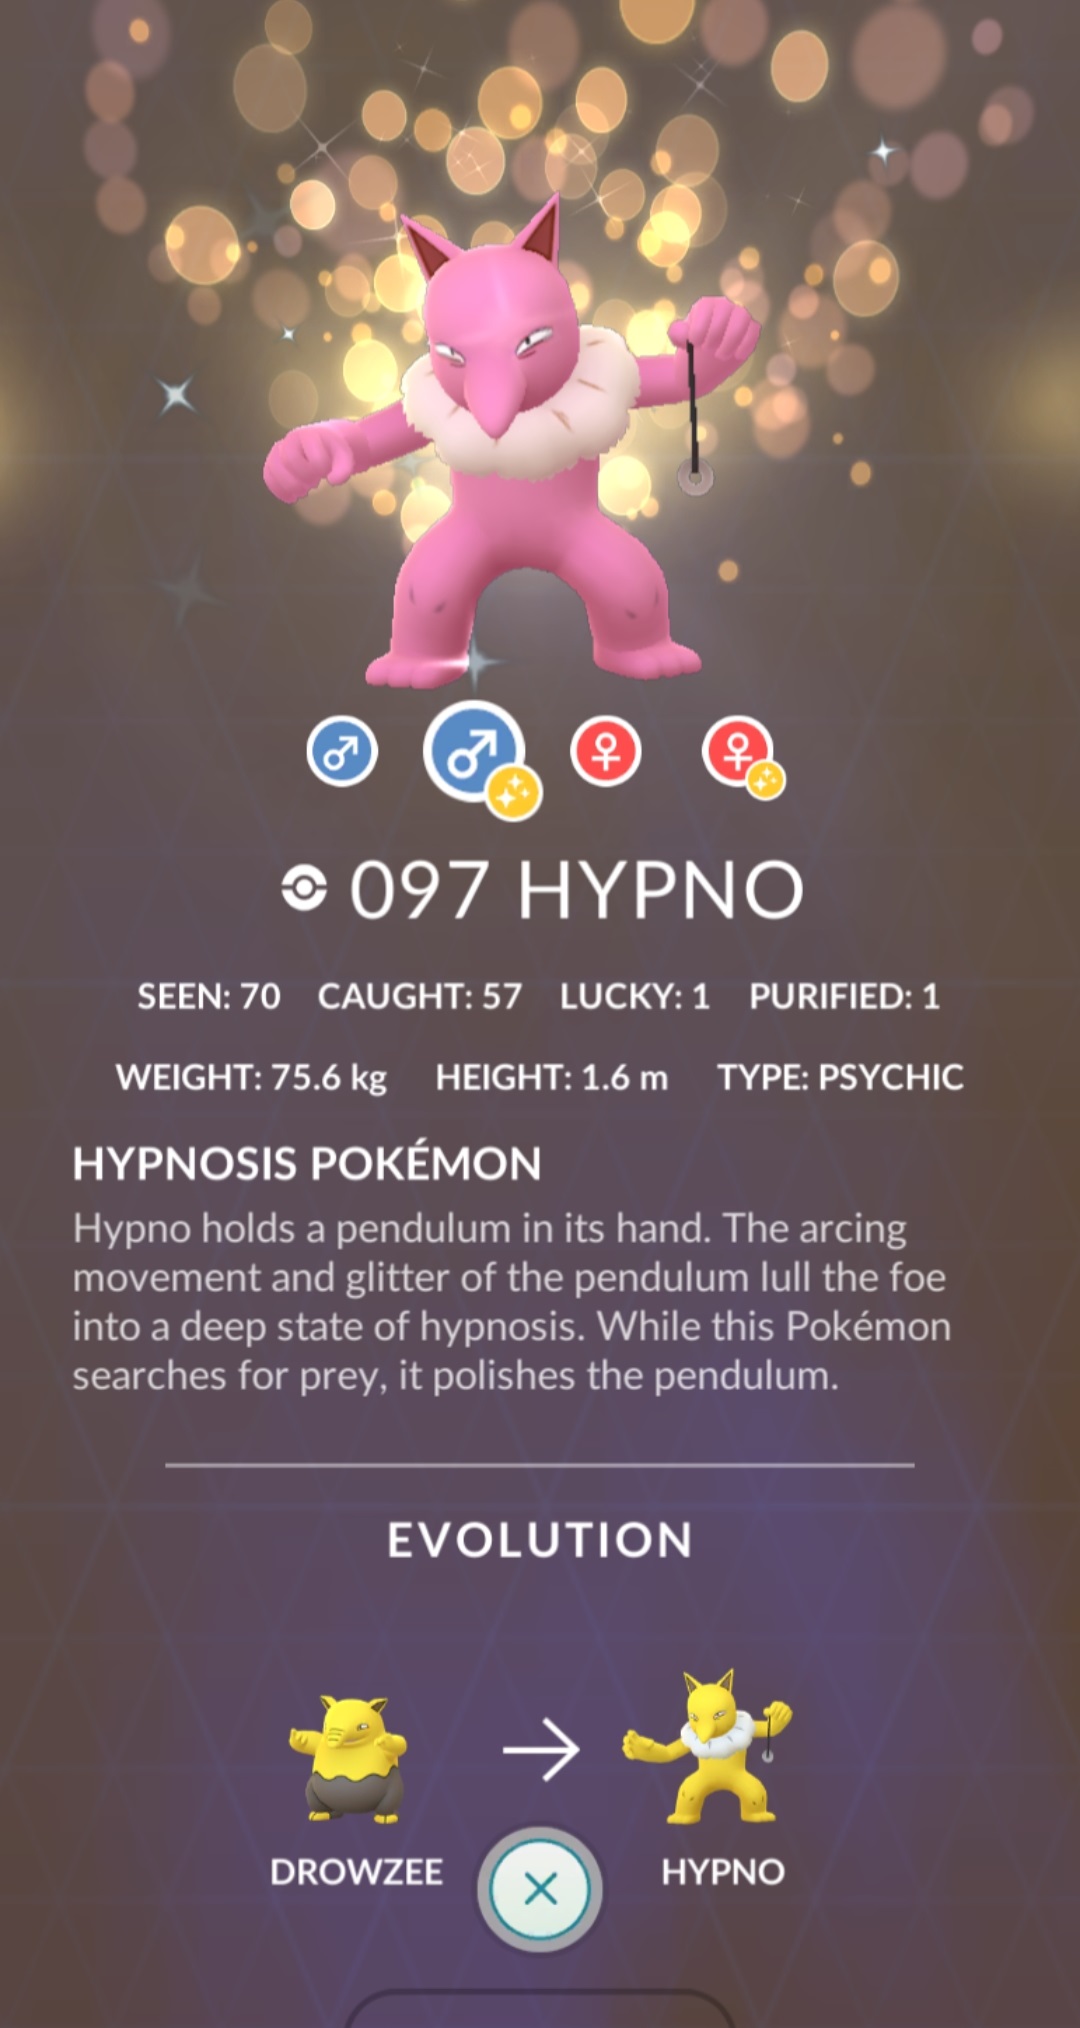 097 HYPNO
SEEN: 70 CAUGHT: 57 LUCKY: 1 PURIFIED: 1
WEIGHT: 75.6 kg HEIGHT: 1.6 m TYPE: PSYCHIC
HYPNOSIS POKÉMON
Hypno holds a pendulum in its hand. The arcing
movement and glitter of the pendulum lull the foe
into a deep state of hypnosis. While this Pokémon
searches for prey, it polishes the pendulum.
EVOLUTION
DROWZEE HYPNO